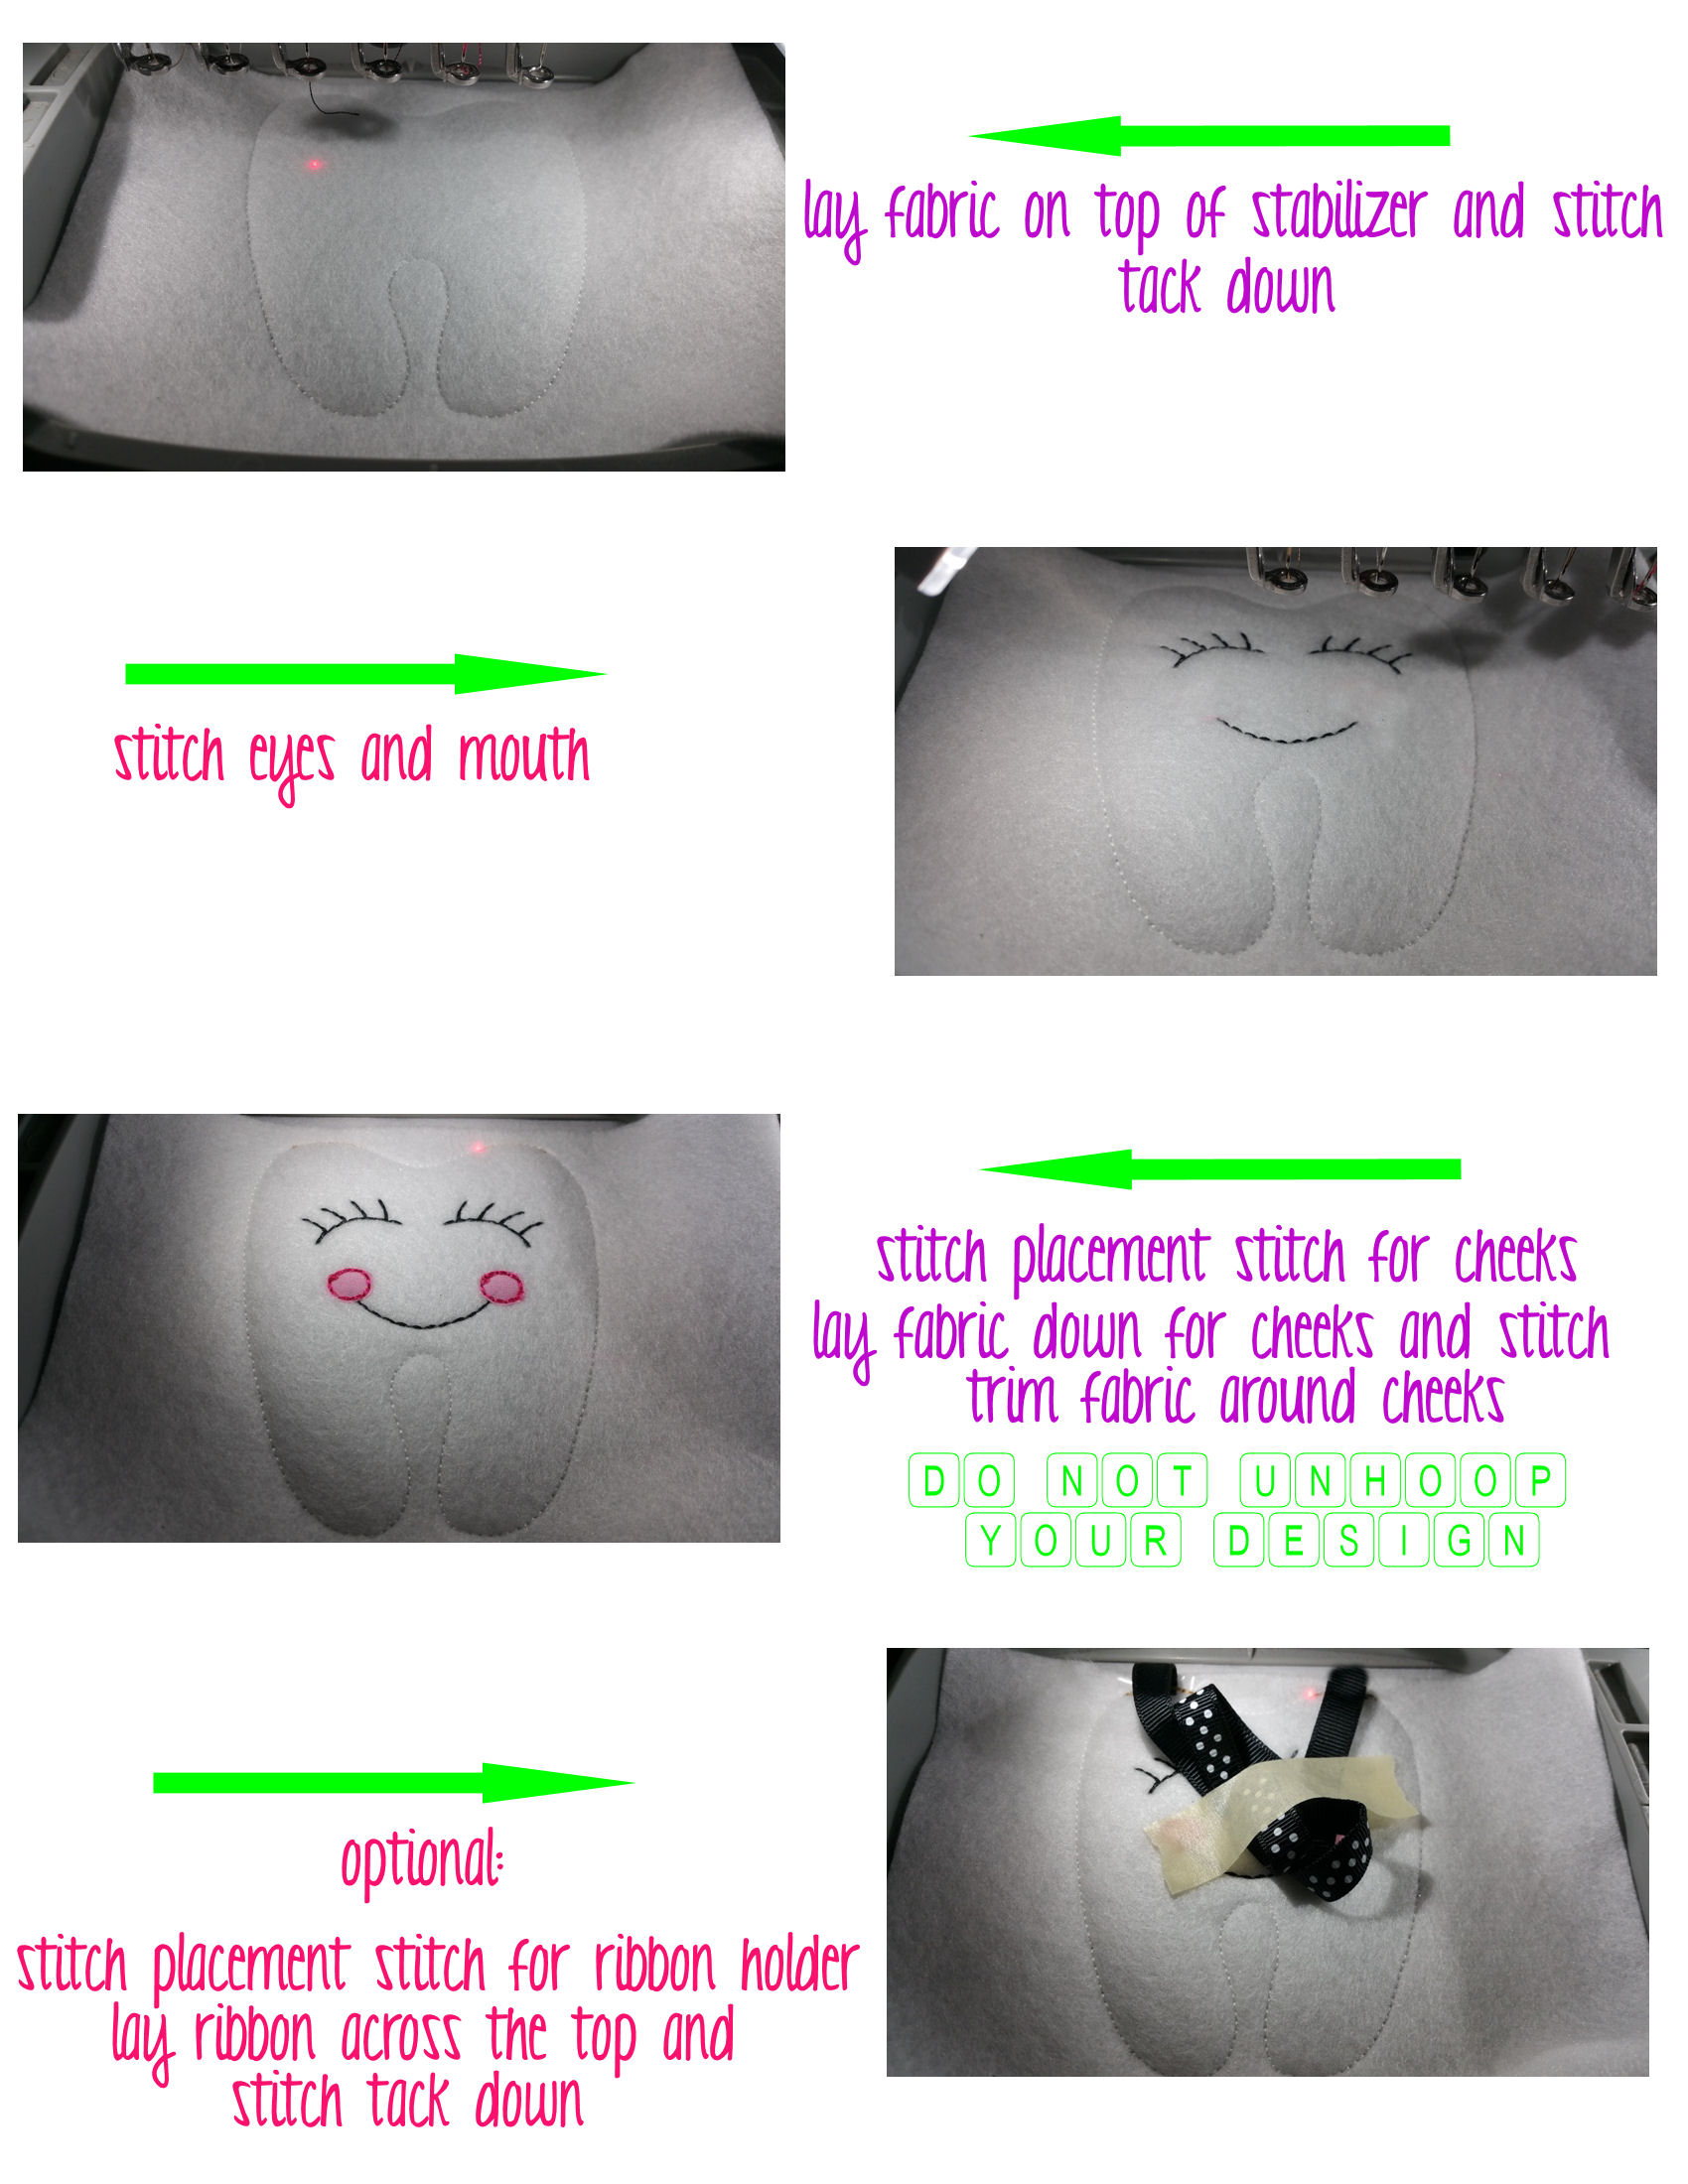 lay fabric on top of stabilizer and stitch
tack down
stitch eyes and mouth
stitch placement stitch for cheeks
lay fabric down for cheeks and stitch
trim fabric around cheeks
DO NOT UNHOOP
YOUR DESIGN
optional:
stitch placement stitch for ribbon holder
lay ribbon across the top and
stitch tack down